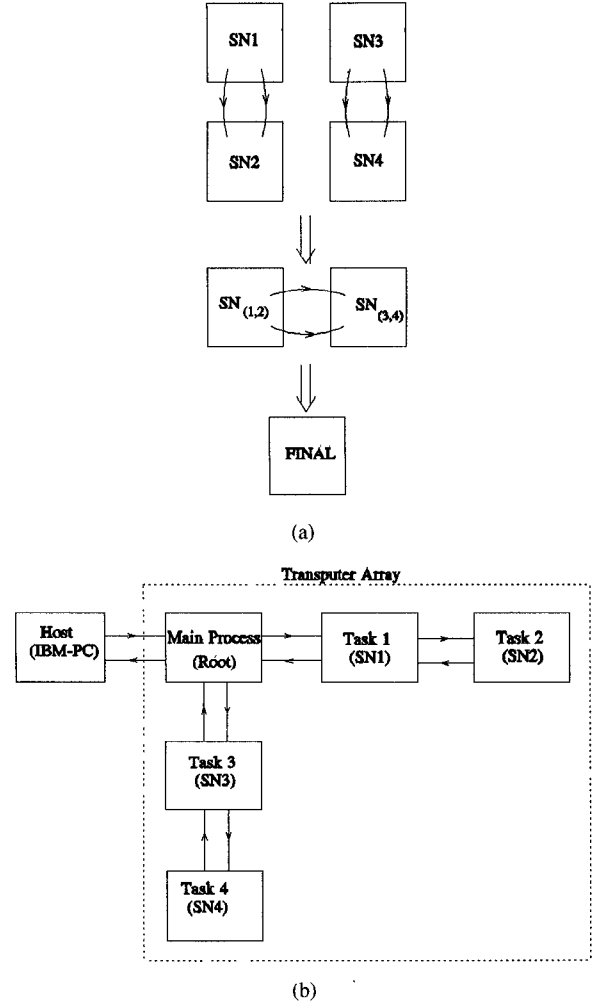 SN1
SN3
SN2
SN4
SN(1,2)
SN(3,4)
FINAL
(a)
Transputer Array
Host
(IBM-PC)
Main Process
(Root)
Task 1
(SN1)
Task 2
(SN2)
Task 3
(SN3)
Task 4
(SN4)
(b)